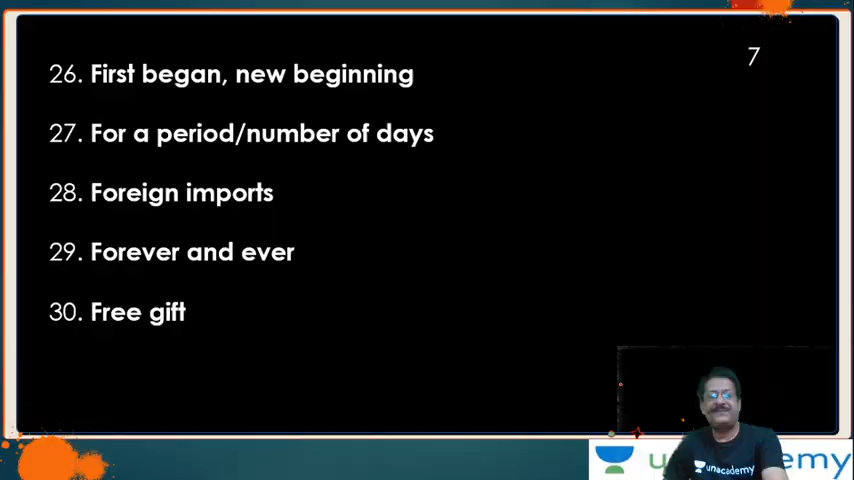 7
26. First began, new beginning
27. For a period/number of days
28. Foreign imports
29. Forever and ever
30. Free gift
unacademy
emy